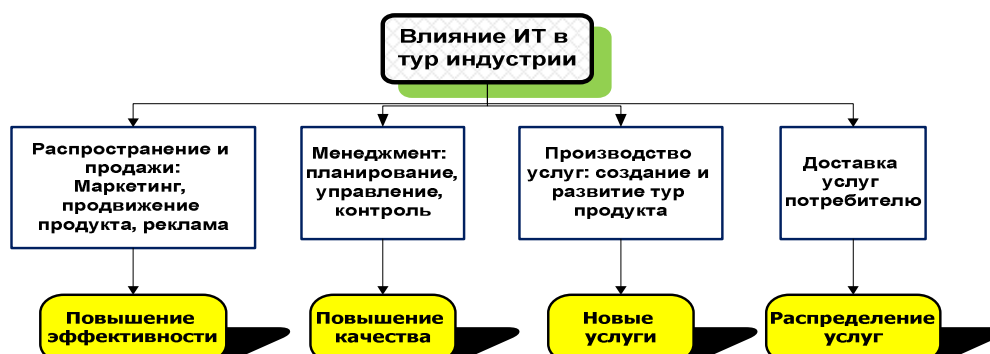 Влияние ИТ в
тур индустрии
Распространение и
продажи:
Маркетинг,
продвижение
продукта, реклама
Менеджмент:
планирование,
управление,
контроль
Производство
услуг: создание и
развитие тур
продукта
Доставка
услуг
потребителю
Повышение
эффективности
Повышение
качества
Новые
услуги
Распределение
услуг